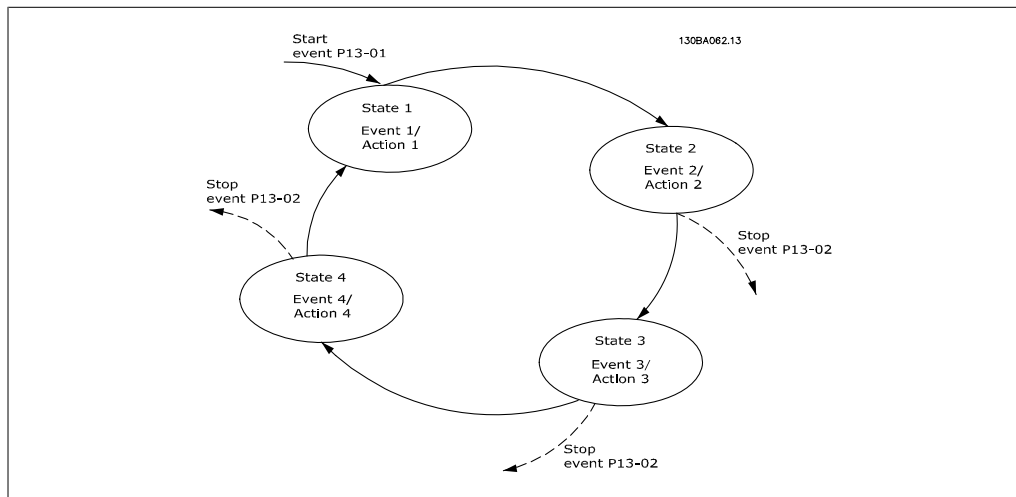 Start
event P13-01
130BA062.13
State 1
Event 1/
Action 1
State 2
Event 2/
Action 2
Stop
event P13-02
Stop
event P13-02
State 4
Event 4/
Action 4
State 3
Event 3/
Action 3
Stop
event P13-02